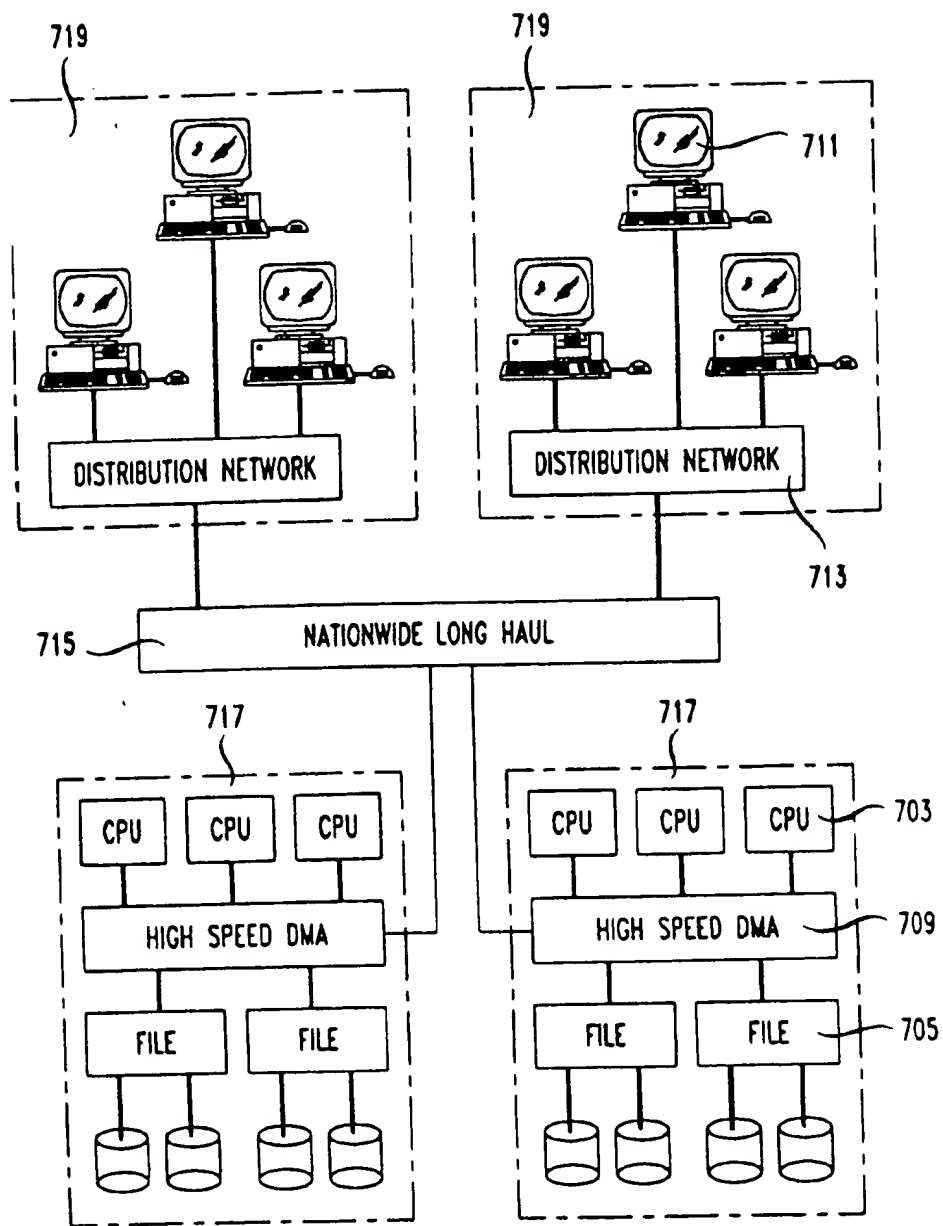 719
719
711
DISTRIBUTION NETWORK
DISTRIBUTION NETWORK
713
715
NATIONWIDE LONG HAUL
717
717
CPU
CPU
CPU
CPU
CPU
CPU
703
HIGH SPEED DMA
HIGH SPEED DMA
709
FILE
FILE
FILE
FILE
705